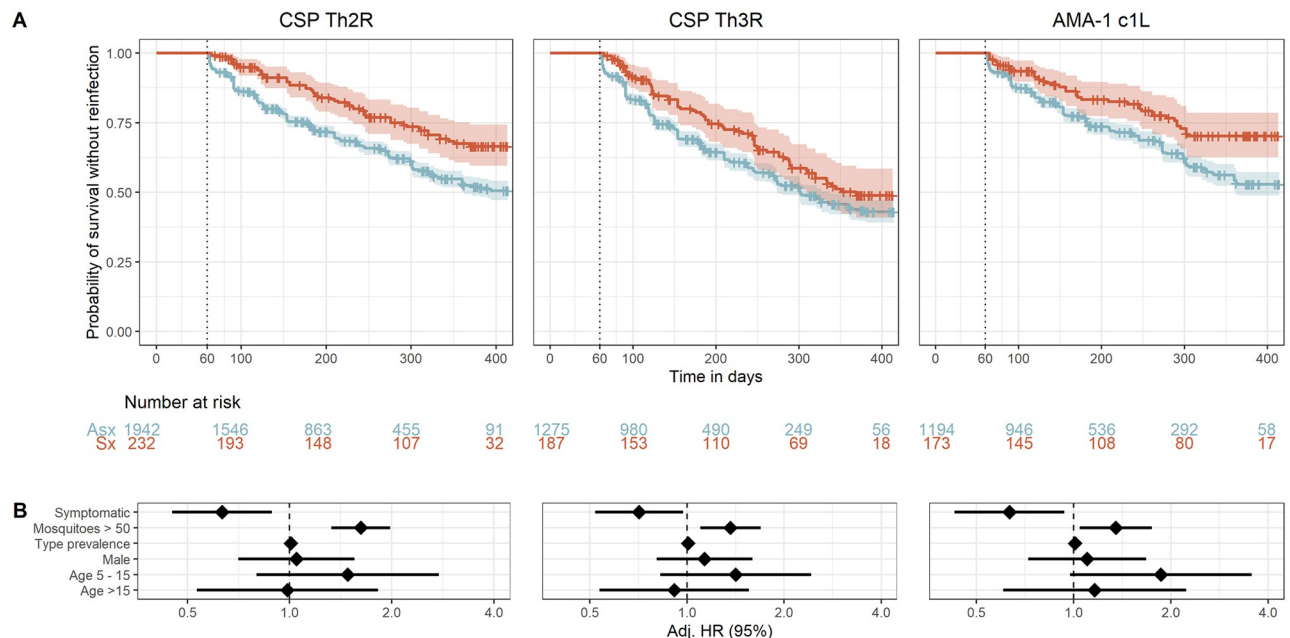 A
CSP Th2R CSP Th3R AMA-1 c1L
Probability of survival without reinfection
1.00
0.75
0.50
0.25
0.00
0 60 100 200 300 400 0 60 100 200 300 400 0 60 100 200 300 400
Time in days
Number at risk
Asx 1942 1546 863 455 91 1275 980 490 249 56 1194 946 536 292 58
Sx 232 193 148 107 32 187 153 110 69 18 173 145 108 80 17
B
Symptomatic
Mosquitoes > 50
Type prevalence
Male
Age 5 - 15
Age >15
0.5 1.0 2.0 4.0 0.5 1.0 2.0 4.0 0.5 1.0 2.0 4.0
Adj. HR (95%)